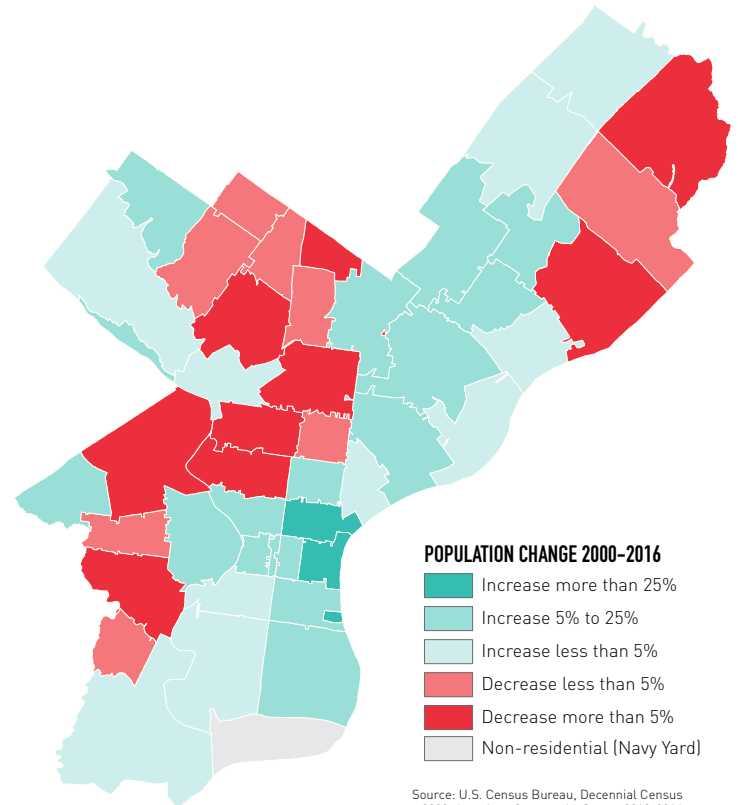 POPULATION CHANGE 2000–2016
Increase more than 25%
Increase 5% to 25%
Increase less than 5%
Decrease less than 5%
Decrease more than 5%
Non-residential (Navy Yard)
Source: U.S. Census Bureau, Decennial Census